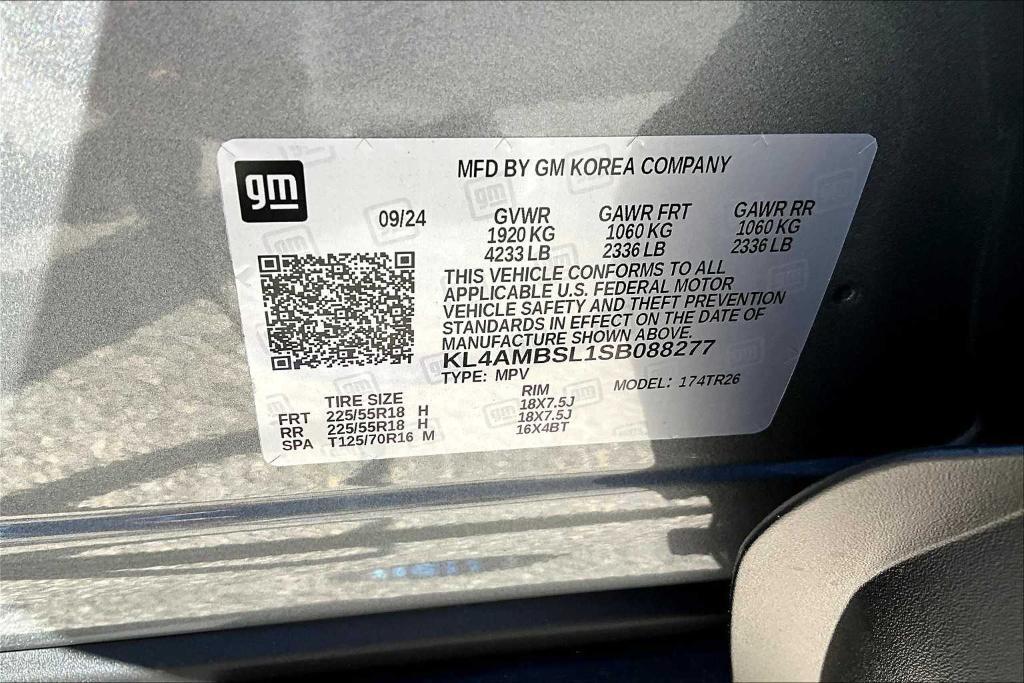 gm
MFD BY GM KOREA COMPANY
09/24 GVWR GAWR FRT GAWR RR
1920 KG 1060 KG 1060 KG
4233 LB 2336 LB 2336 LB
THIS VEHICLE CONFORMS TO ALL
APPLICABLE U.S. FEDERAL MOTOR
VEHICLE SAFETY AND THEFT PREVENTION
STANDARDS IN EFFECT ON THE DATE OF
MANUFACTURE SHOWN ABOVE.
KL4AMBSL1SB088277
TYPE: MPV MODEL: 174TR26
TIRE SIZE RIM
FRT 225/55R18 H 18X7.5J
RR 225/55R18 H 18X7.5J
SPA T125/70R16 M 16X4BT